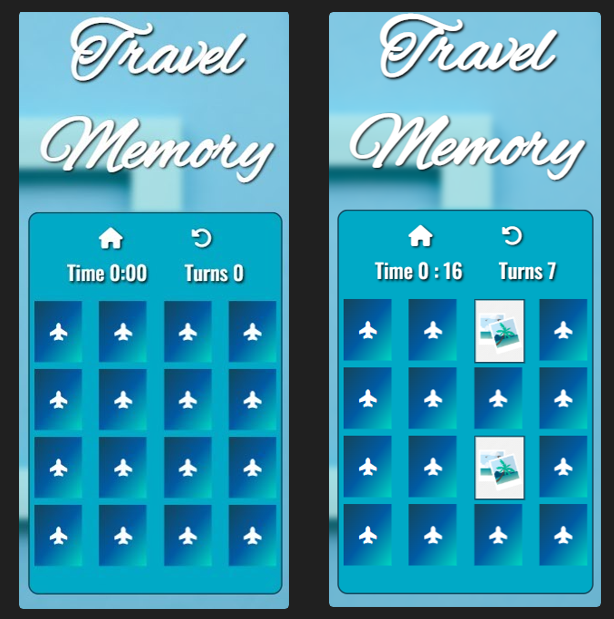 Travel
Memory
Time 0:00 Turns 0
Travel
Memory
Time 0 : 16 Turns 7